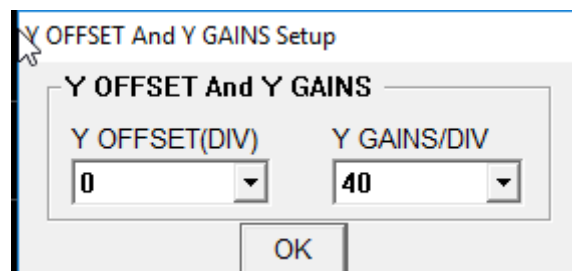 Y OFFSET And Y GAINS Setup
Y OFFSET And Y GAINS
Y OFFSET(DIV) Y GAINS/DIV
0 40
OK